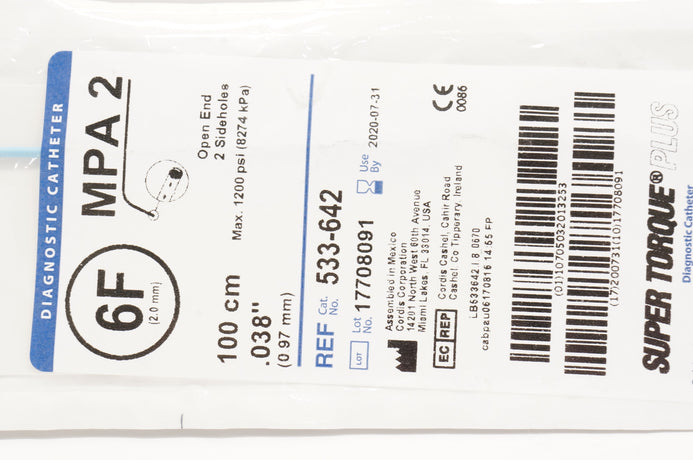 DIAGNOSTIC CATHETER
6F
(2.0 mm)
MPA 2
100 cm
.038"
(0.97 mm)
Open End
2 Sideholes
Max. 1200 psi (8274 kPa)
REF Cat. No. 533-642
LOT Lot No. 17708091
Use By 2020-07-31
Assembled in Mexico
Cordis Corporation
14201 North West 60th Avenue
Miami Lakes, FL 33014, USA
EC REP Cordis Cashel, Cahir Road
Cashel, Co Tipperary, Ireland
CE
0086
LB533642 I 8 0670
cabpau06170816 14.55 FP
(01)10705032013253
(17)200731(10)17708091
SUPER TORQUE® PLUS
Diagnostic Catheter